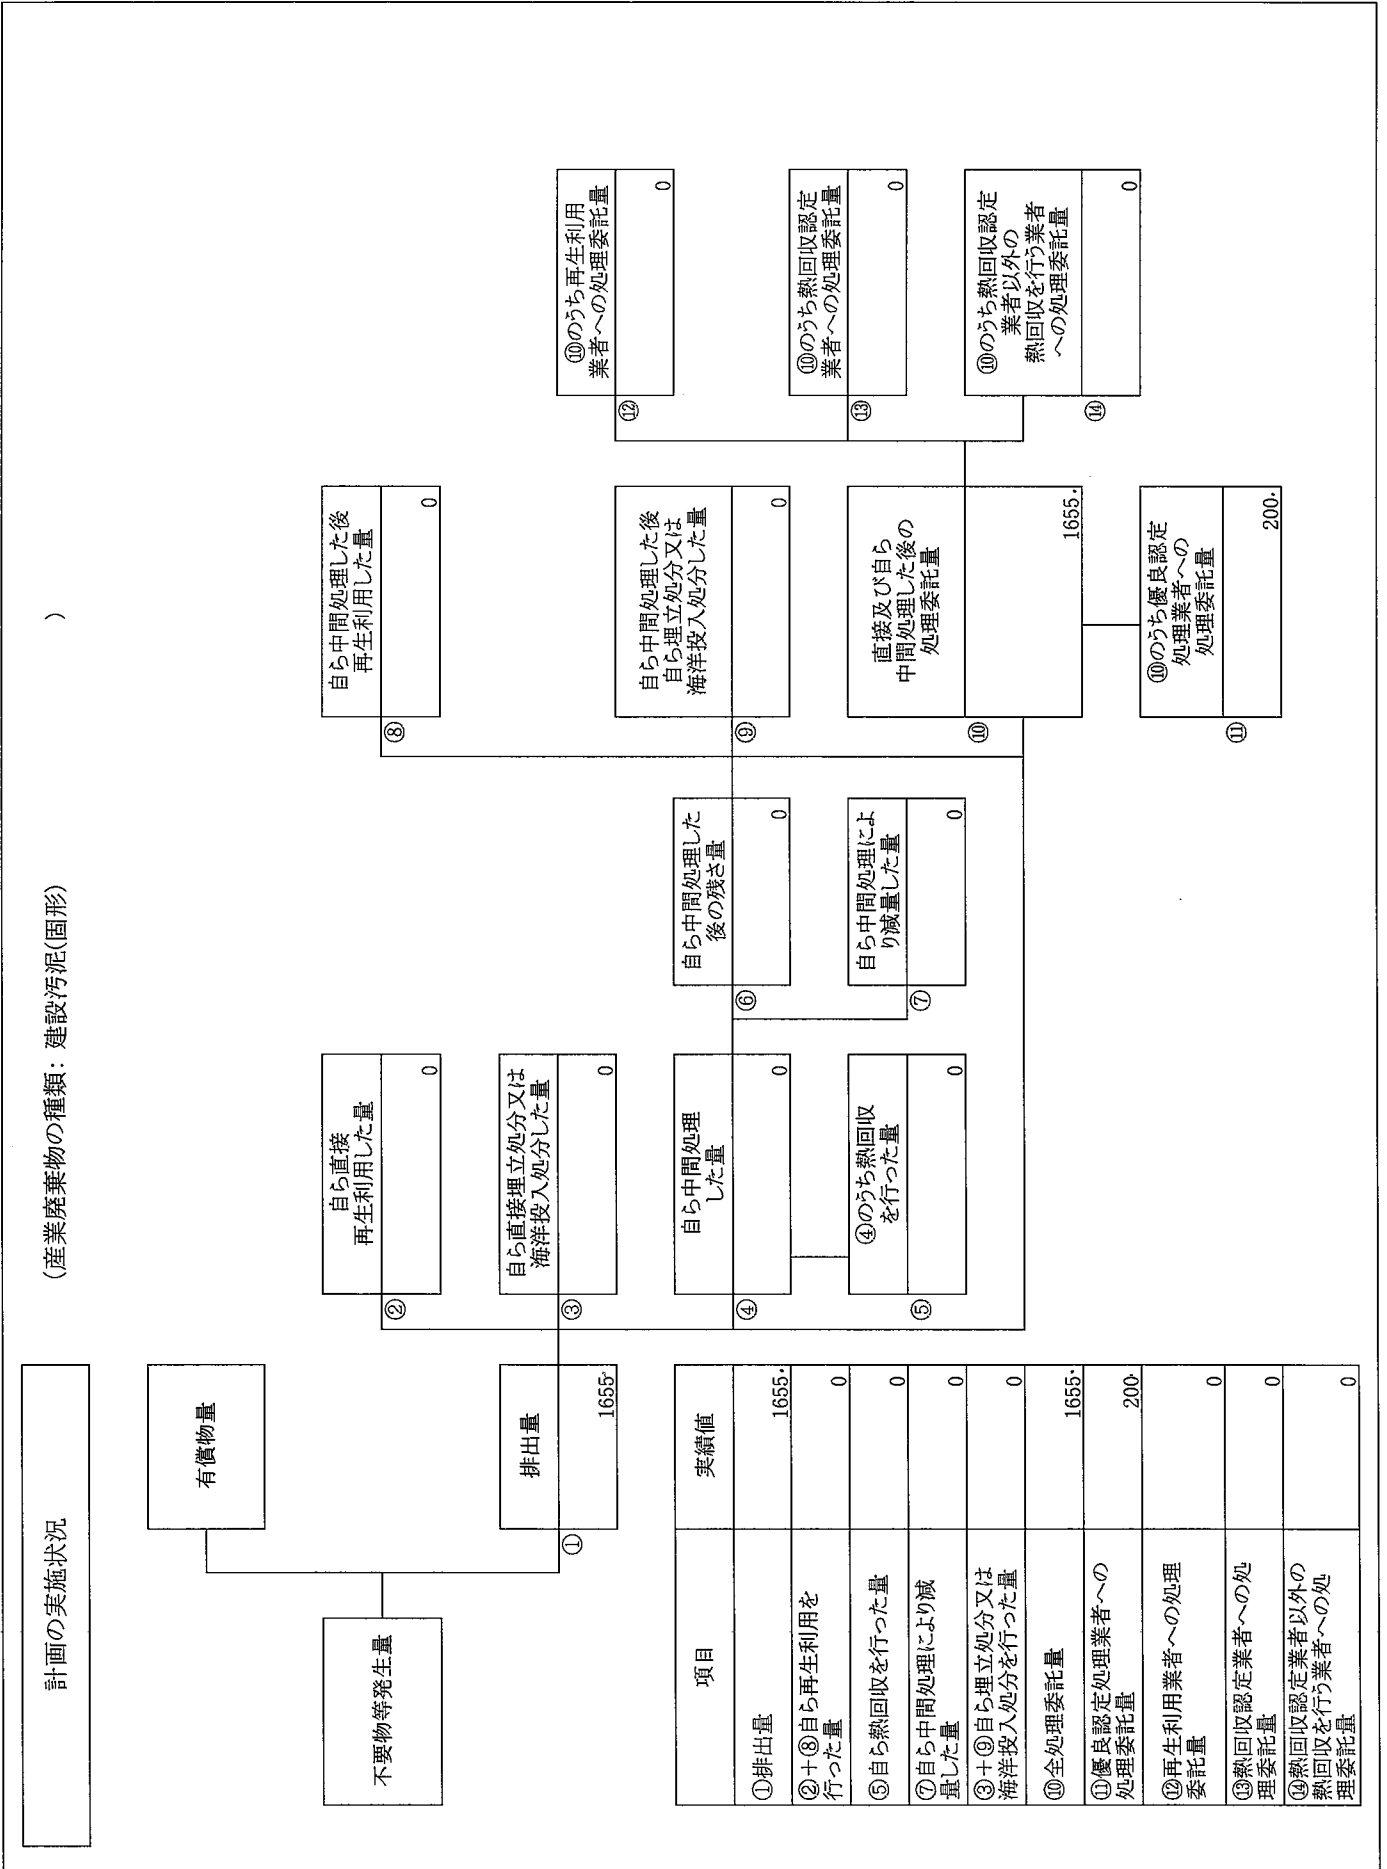 計画の実施状況
(産業廃棄物の種類: 建設汚泥(固形) )
不要物等発生量
有償物量
①
排出量
1655.
②
自ら直接
再生利用した量
0
③
自ら直接埋立処分又は
海洋投入処分した量
0
④
自ら中間処理
した量
0
⑤
④のうち熱回収
を行った量
0
⑥
自ら中間処理した
後の残さ量
0
⑦
自ら中間処理によ
り減量した量
0
⑧
自ら中間処理した後
再生利用した量
0
⑨
自ら中間処理した後
自ら埋立処分又は
海洋投入処分した量
0
⑩
直接及び自ら
中間処理した後の
処理委託量
1655.
⑪
⑩のうち優良認定
処理業者への
処理委託量
200.
⑫
⑩のうち再生利用
業者への処理委託量
0
⑬
⑩のうち熱回収認定
業者への処理委託量
0
⑭
⑩のうち熱回収認定
業者以外の
熱回収を行う業者
への処理委託量
0
項目 実績値
①排出量 1655.
②+⑧自ら再生利用を
行った量 0
⑤自ら熱回収を行った量 0
⑦自ら中間処理により減
量した量 0
③+⑨自ら埋立処分又は
海洋投入処分を行った量 0
⑩全処理委託量 1655.
⑪優良認定処理業者への
処理委託量 200.
⑫再生利用業者への処理
委託量 0
⑬熱回収認定業者への処
理委託量 0
⑭熱回収認定業者以外の
熱回収を行う業者への処
理委託量 0